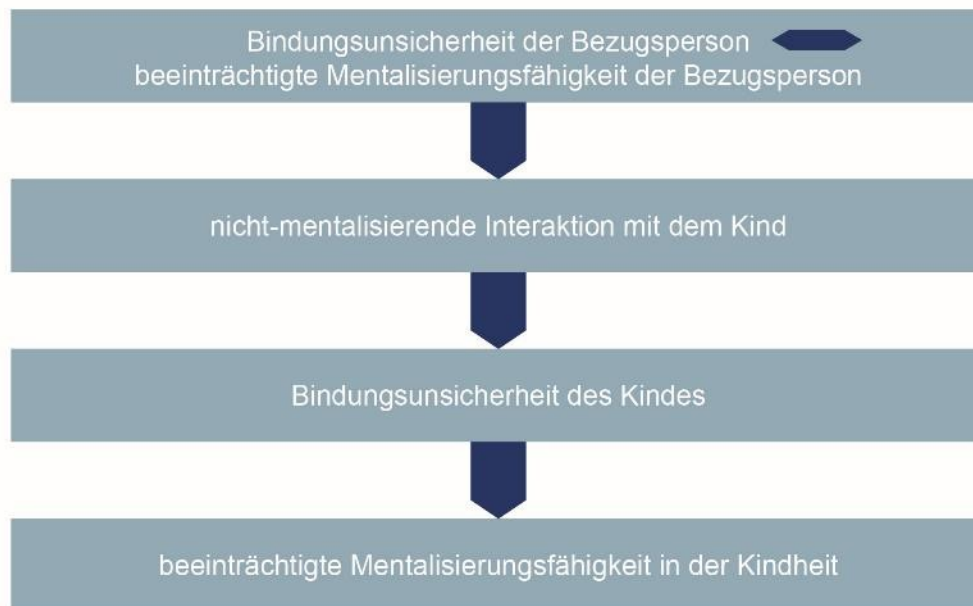 Bindungsunsicherheit der Bezugsperson
beeinträchtigte Mentalisierungsfähigkeit der Bezugsperson
nicht-mentalisierende Interaktion mit dem Kind
Bindungsunsicherheit des Kindes
beeinträchtigte Mentalisierungsfähigkeit in der Kindheit